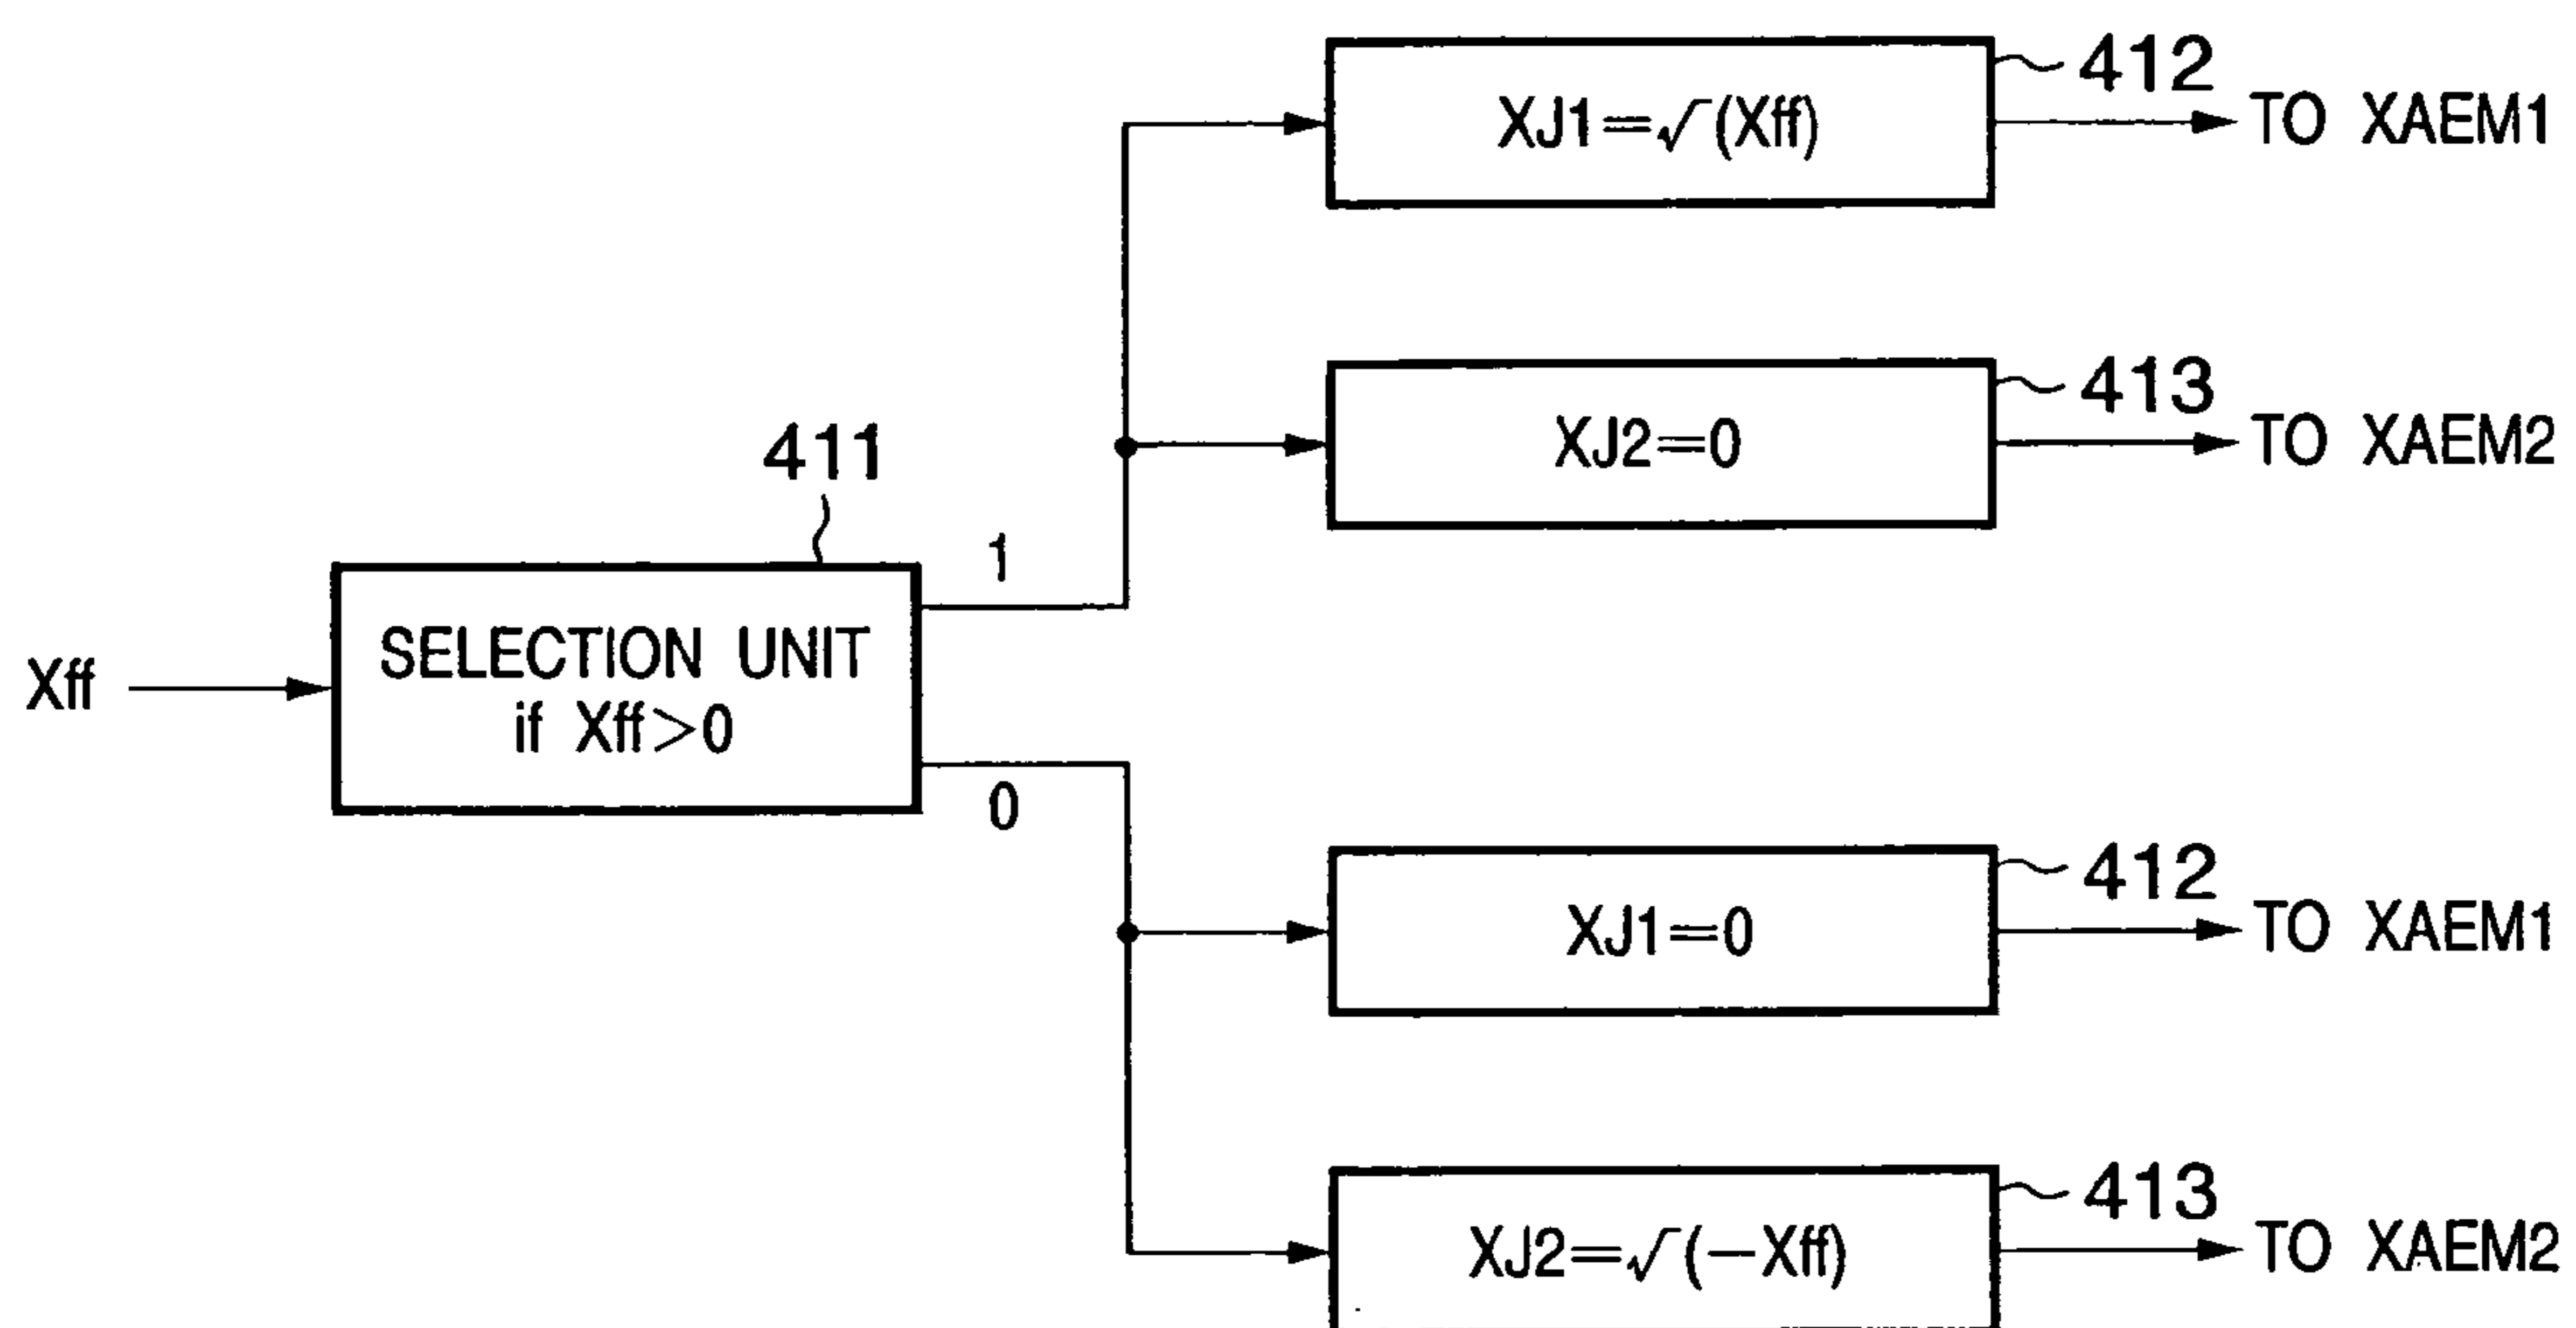 412
XJ1=√(Xff)
TO XAEM1
413
XJ2=0
TO XAEM2
411
1
SELECTION UNIT
if Xff>0
Xff
0
412
XJ1=0
TO XAEM1
413
XJ2=√(-Xff)
TO XAEM2